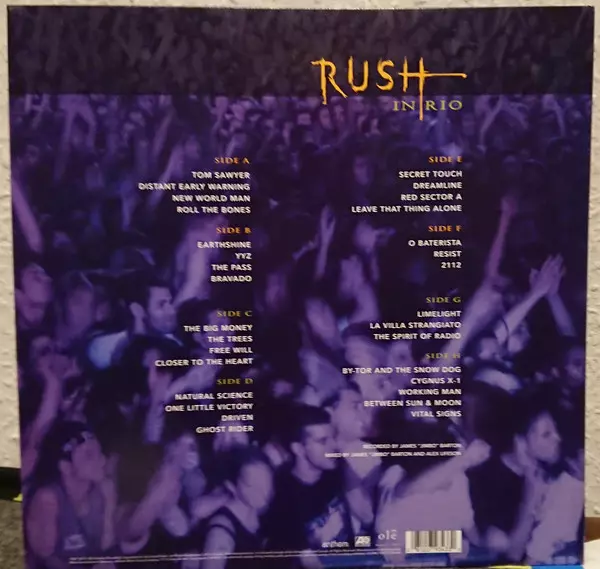 RUSH
IN RIO
SIDE A
TOM SAWYER
DISTANT EARLY WARNING
NEW WORLD MAN
ROLL THE BONES
SIDE B
EARTHSHINE
YYZ
THE PASS
BRAVADO
SIDE C
THE BIG MONEY
THE TREES
FREE WILL
CLOSER TO THE HEART
SIDE D
NATURAL SCIENCE
ONE LITTLE VICTORY
DRIVEN
GHOST RIDER
SIDE E
SECRET TOUCH
DREAMLINE
RED SECTOR A
LEAVE THAT THING ALONE
SIDE F
O BATERISTA
RESIST
2112
SIDE G
LIMELIGHT
LA VILLA STRANGIATO
THE SPIRIT OF RADIO
SIDE H
BY-TOR AND THE SNOW DOG
CYGNUS X-1
WORKING MAN
BETWEEN SUN & MOON
VITAL SIGNS
RECORDED BY JAMES "JIMBO" BARTON
MIXED BY JAMES "JIMBO" BARTON AND ALEX LIFESON
anthem
olé